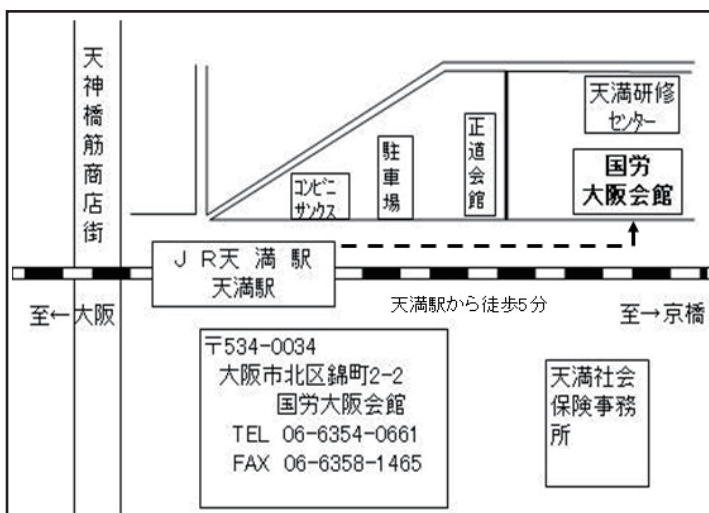 天神橋筋商店街
コンビニ
サンクス
駐車場
正道会館
天満研修
センター
国労
大阪会館
ＪＲ天満駅
天満駅
天満駅から徒歩5分
至←大阪
至→京橋
〒534-0034
大阪市北区錦町2-2
国労大阪会館
TEL 06-6354-0661
FAX 06-6358-1465
天満社会
保険事務
所